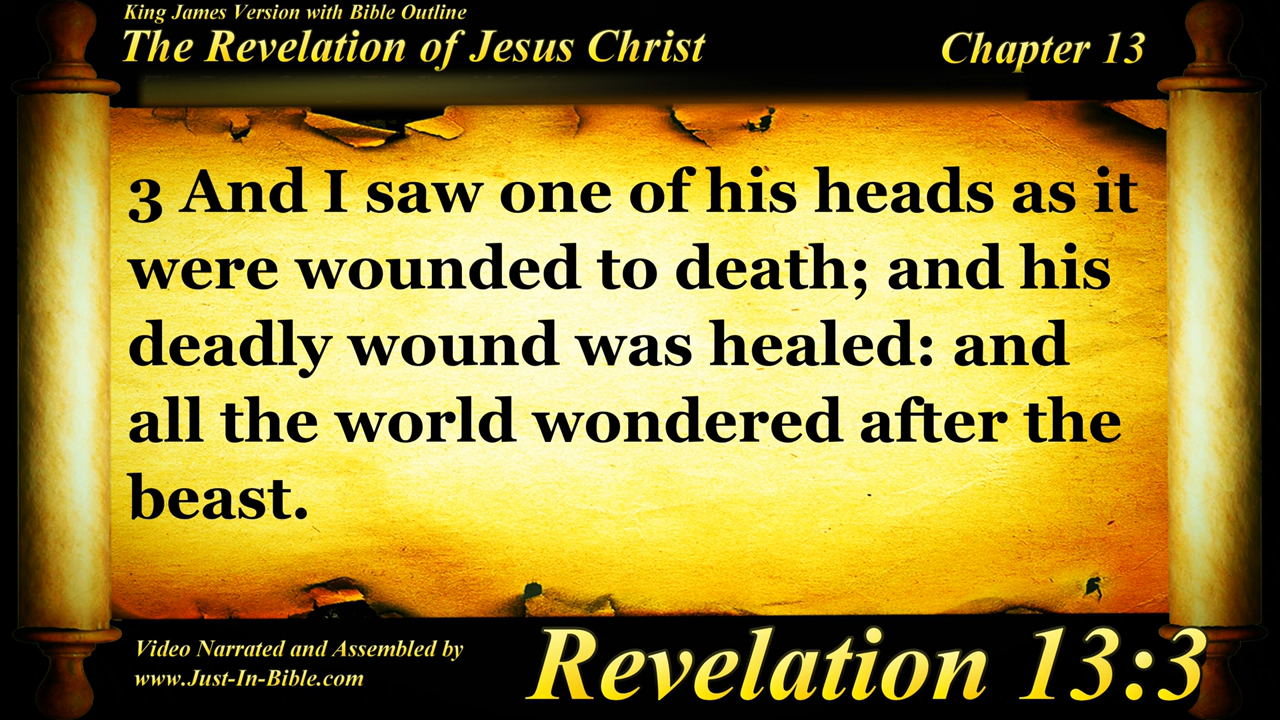 King James Version with Bible Outline
The Revelation of Jesus Christ
Chapter 13
3 And I saw one of his heads as it
were wounded to death; and his
deadly wound was healed: and
all the world wondered after the
beast.
Video Narrated and Assembled by
www.Just-In-Bible.com
Revelation 13:3